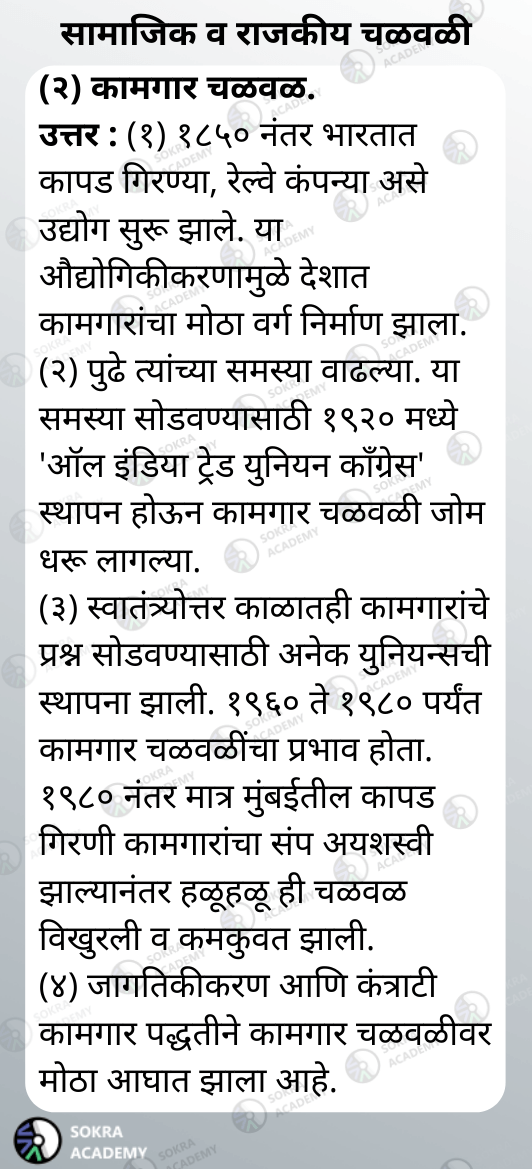 सामाजिक व राजकीय चळवळी
(२) कामगार चळवळ.
उत्तर : (१) १८५० नंतर भारतात
कापड गिरण्या, रेल्वे कंपन्या असे
उद्योग सुरू झाले. या
औद्योगिकीकरणामुळे देशात
कामगारांचा मोठा वर्ग निर्माण झाला.
(२) पुढे त्यांच्या समस्या वाढल्या. या
समस्या सोडवण्यासाठी १९२० मध्ये
'ऑल इंडिया ट्रेड युनियन काँग्रेस'
स्थापन होऊन कामगार चळवळी जोम
धरू लागल्या.
(३) स्वातंत्र्योत्तर काळातही कामगारांचे
प्रश्न सोडवण्यासाठी अनेक युनियन्सची
स्थापना झाली. १९६० ते १९८० पर्यंत
कामगार चळवळींचा प्रभाव होता.
१९८० नंतर मात्र मुंबईतील कापड
गिरणी कामगारांचा संप अयशस्वी
झाल्यानंतर हळूहळू ही चळवळ
विखुरली व कमकुवत झाली.
(४) जागतिकीकरण आणि कंत्राटी
कामगार पद्धतीने कामगार चळवळीवर
मोठा आघात झाला आहे.
SOKRA
ACADEMY